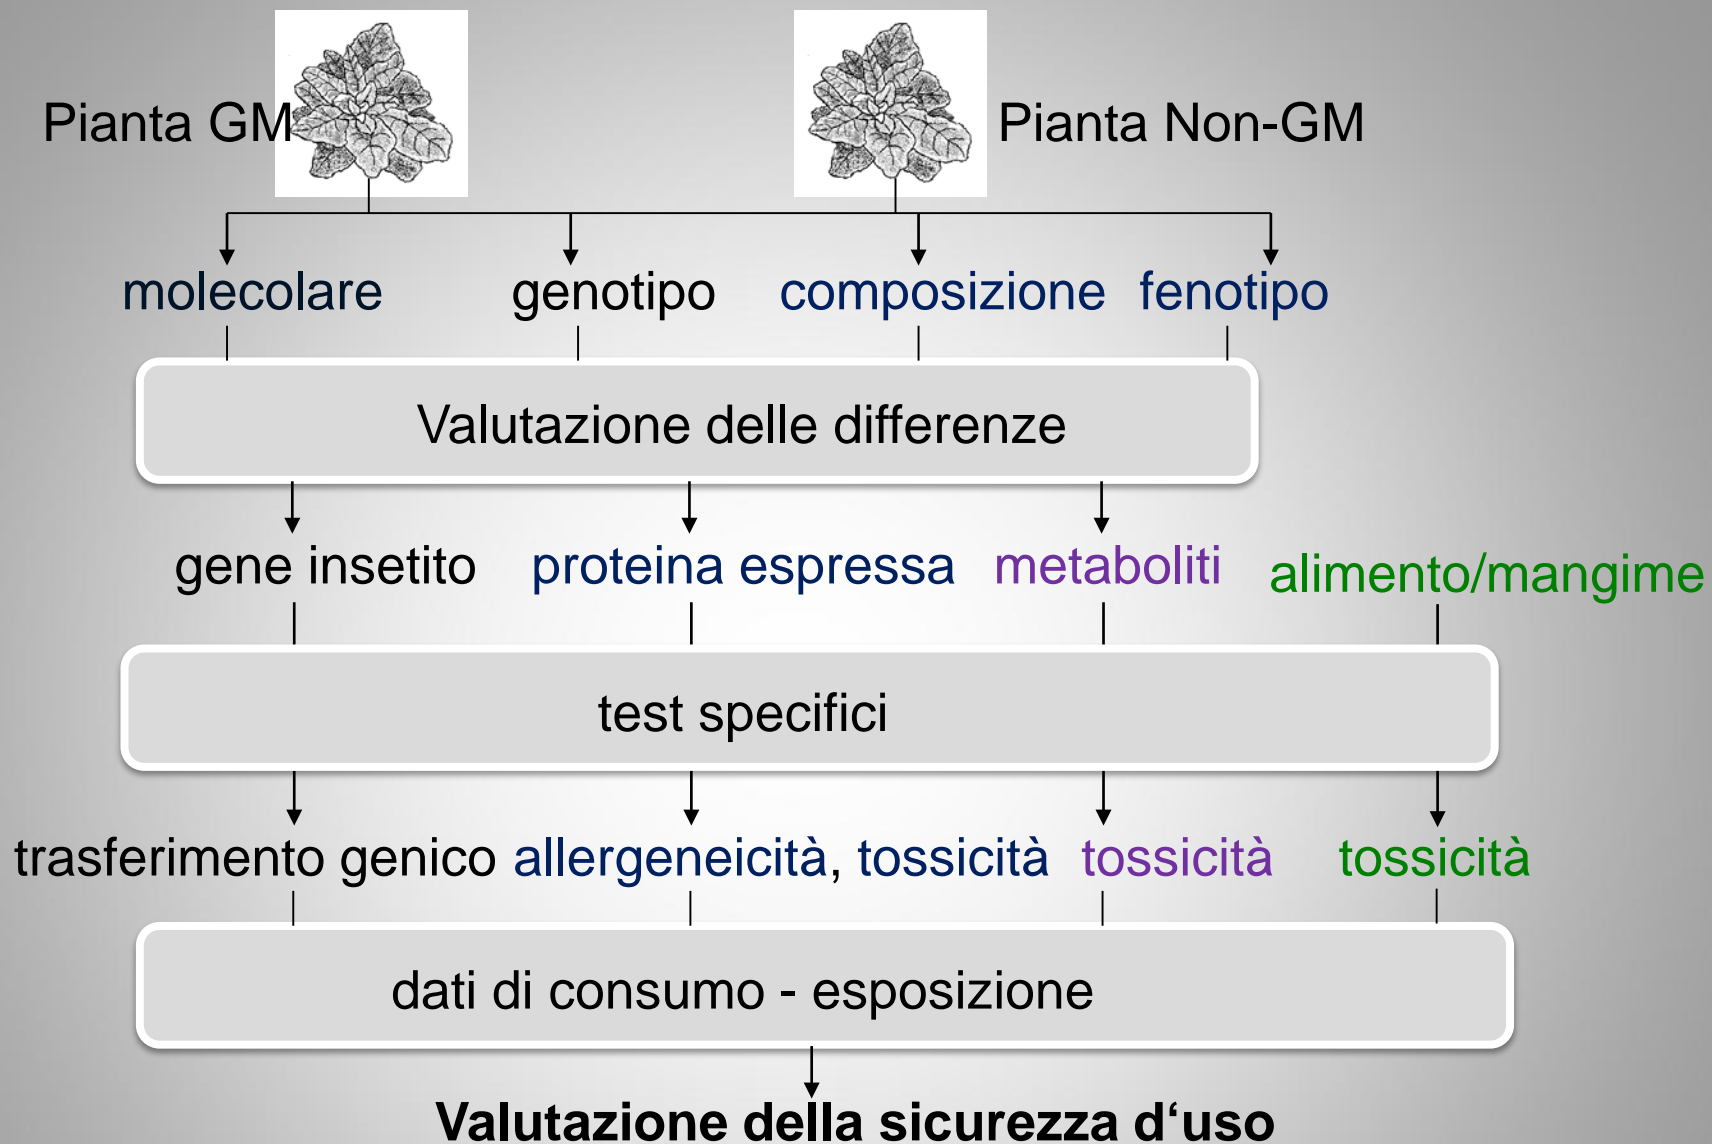 Pianta GM
Pianta Non-GM
molecolare genotipo composizione fenotipo
Valutazione delle differenze
gene insetito proteina espressa metaboliti alimento/mangime
test specifici
trasferimento genico allergeneicità, tossicità tossicità tossicità
dati di consumo - esposizione
Valutazione della sicurezza d‘uso